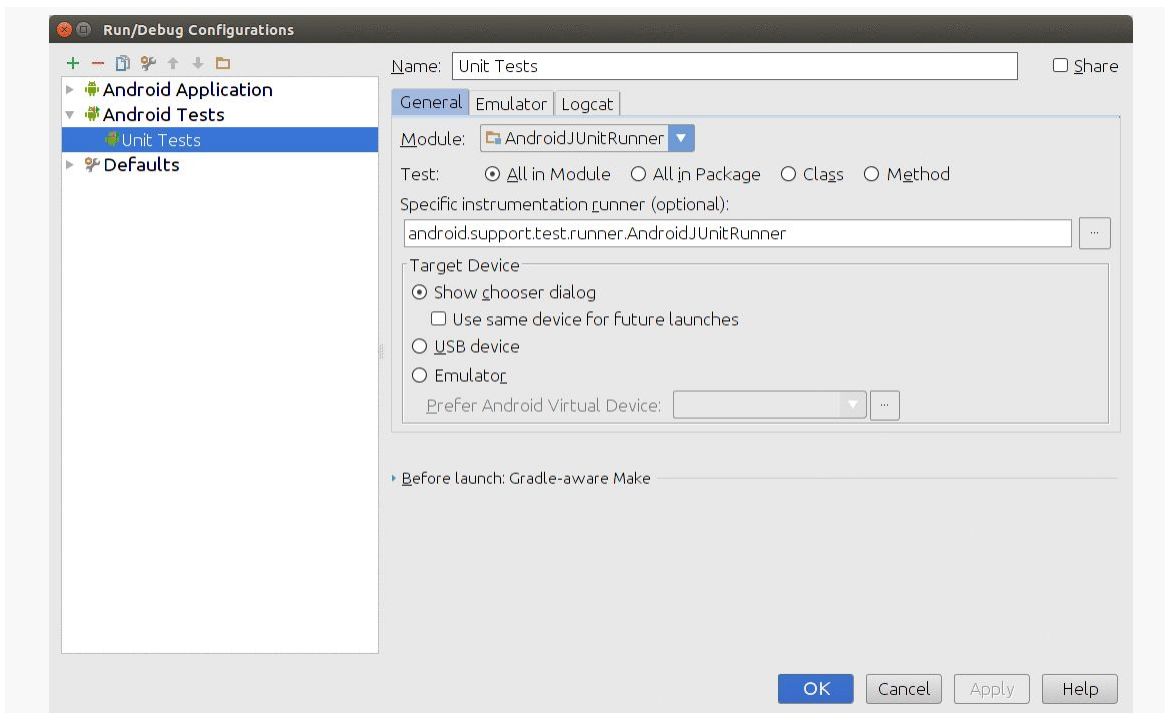 Run/Debug Configurations
Name: Unit Tests
Share
Android Application
Android Tests
Unit Tests
Defaults
General Emulator Logcat
Module: AndroidJUnitRunner
Test: All in Module All in Package Class Method
Specific instrumentation runner (optional):
android.support.test.runner.AndroidJUnitRunner
...
Target Device
Show chooser dialog
Use same device for future launches
USB device
Emulator
Prefer Android Virtual Device:
...
Before launch: Gradle-aware Make
OK Cancel Apply Help